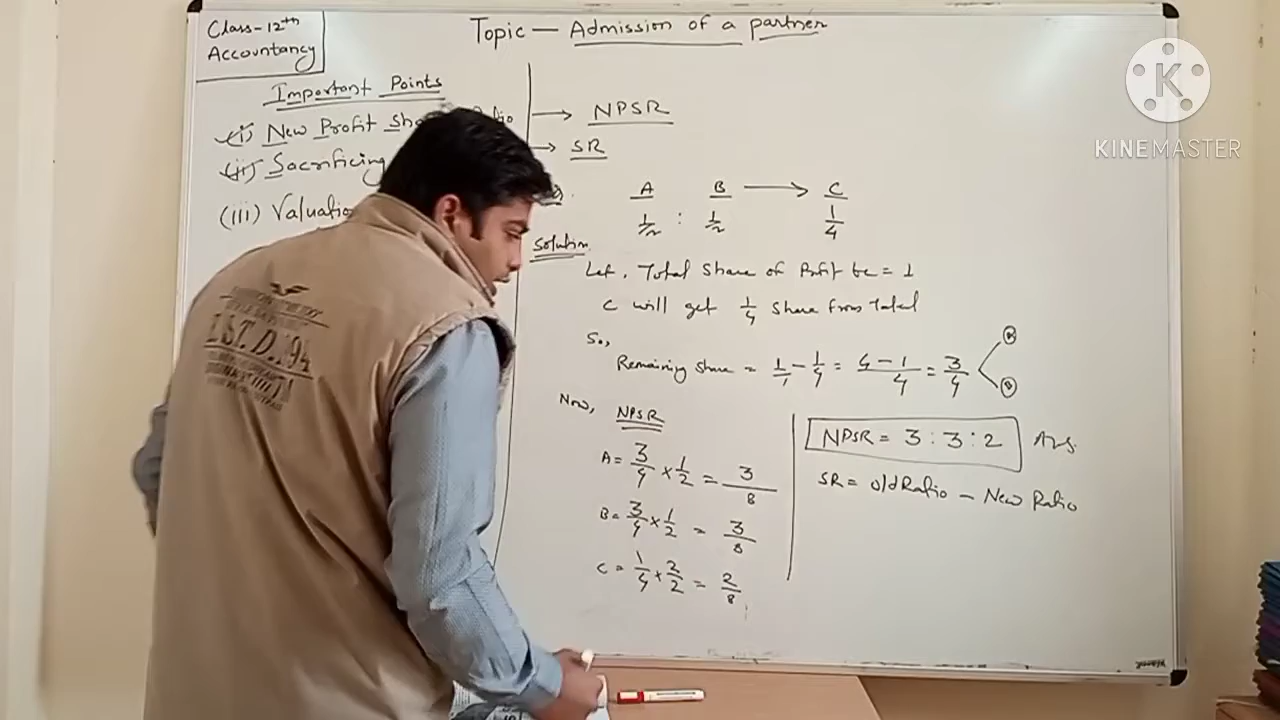 Class-12th
Accountancy
Topic — Admission of a partner
Important Points
(i) New Profit
(ii) Sacrificing
(iii) Valuation
→ NPSR
→ SR
A B → C
1/2 : 1/2 1/4
Solution
Let, Total Share of Profit be = 1
C will get 1/4 Share from Total
So,
Remaining Share = 1/1 - 1/4 = 4-1/4 = 3/4
A
B
Now, NPSR
A = 3/4 × 1/2 = 3/8
B = 3/4 × 1/2 = 3/8
C = 1/4 × 2/2 = 2/8
NPSR = 3 : 3 : 2 Ans
SR = Old Ratio - New Ratio
K
KINEMASTER